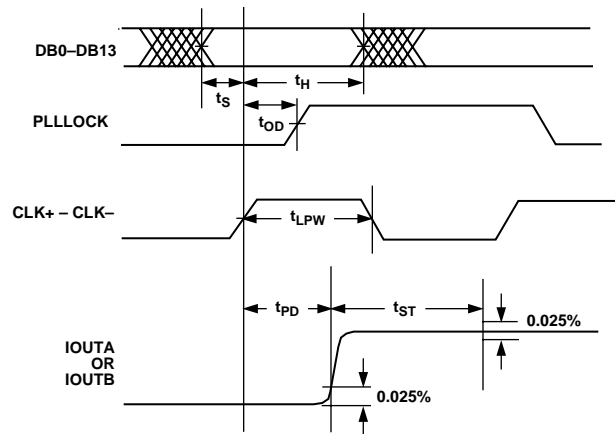 DB0–DB13
tS
tH
tOD
PLLLOCK
CLK+ – CLK–
tLPW
tPD
tST
0.025%
IOUTA
OR
IOUTB
0.025%